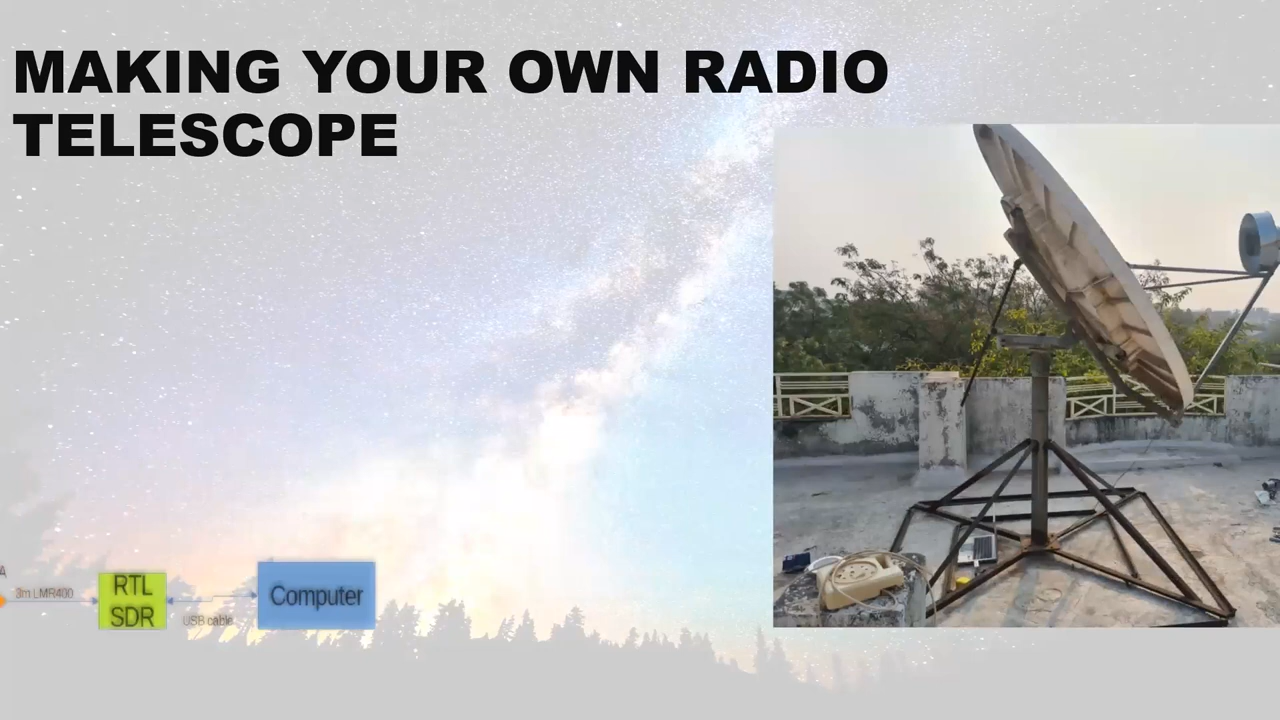 MAKING YOUR OWN RADIO
TELESCOPE
A
3m LMR400
RTL
SDR
USB cable
Computer